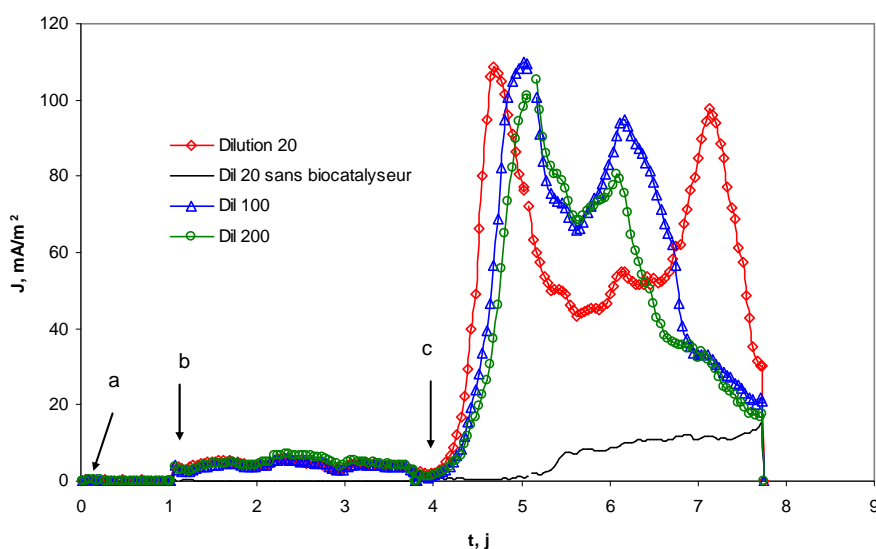 120
100
80
60
40
20
0
J, mA/m²
Dilution 20
Dil 20 sans biocatalyseur
Dil 100
Dil 200
a
b
c
0 1 2 3 4 5 6 7 8 9
t, j